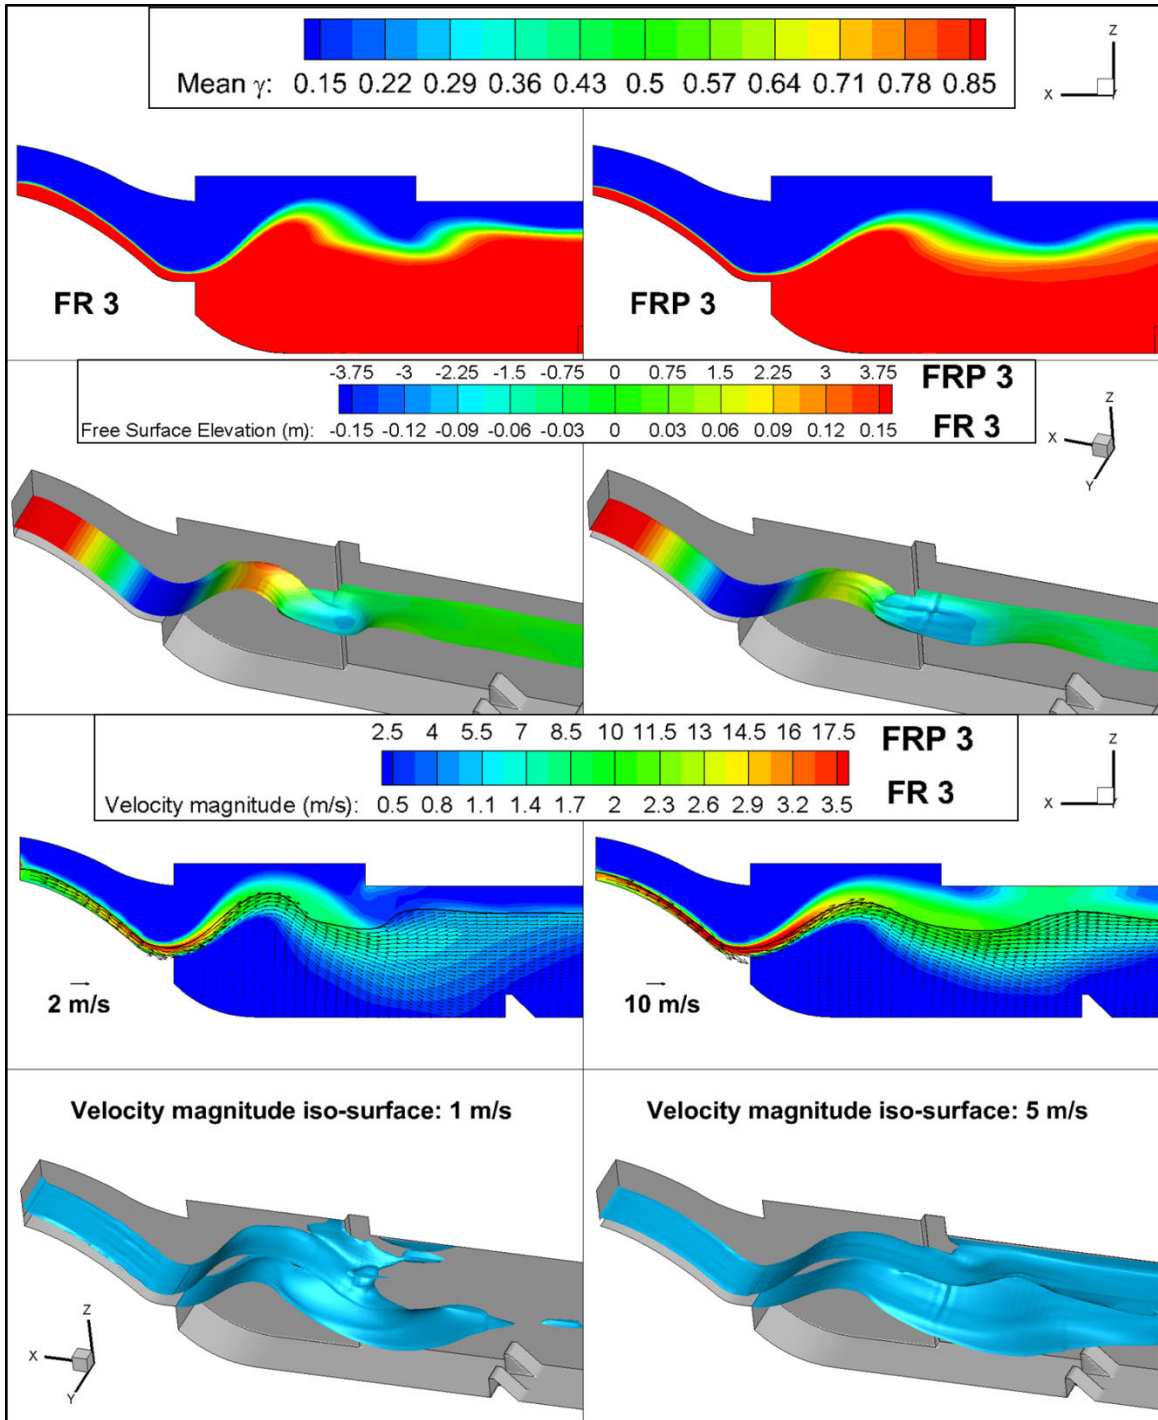 Mean γ: 0.15 0.22 0.29 0.36 0.43 0.5 0.57 0.64 0.71 0.78 0.85
Z
X
FR 3
FRP 3
-3.75 -3 -2.25 -1.5 -0.75 0 0.75 1.5 2.25 3 3.75 FRP 3
Free Surface Elevation (m): -0.15 -0.12 -0.09 -0.06 -0.03 0 0.03 0.06 0.09 0.12 0.15 FR 3
Z
X
Y
2.5 4 5.5 7 8.5 10 11.5 13 14.5 16 17.5 FRP 3
Velocity magnitude (m/s): 0.5 0.8 1.1 1.4 1.7 2 2.3 2.6 2.9 3.2 3.5 FR 3
Z
X
2 m/s
10 m/s
Velocity magnitude iso-surface: 1 m/s
Velocity magnitude iso-surface: 5 m/s
Z
X
Y